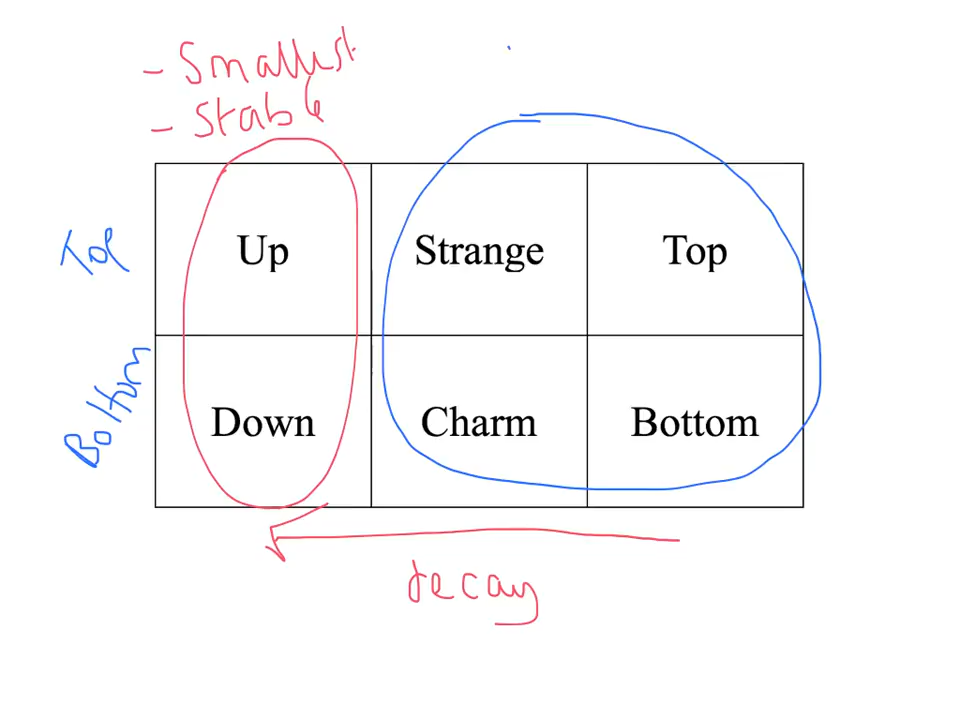 - Smallest
- Stable
Top
Up Strange Top
Bottom
Down Charm Bottom
decay